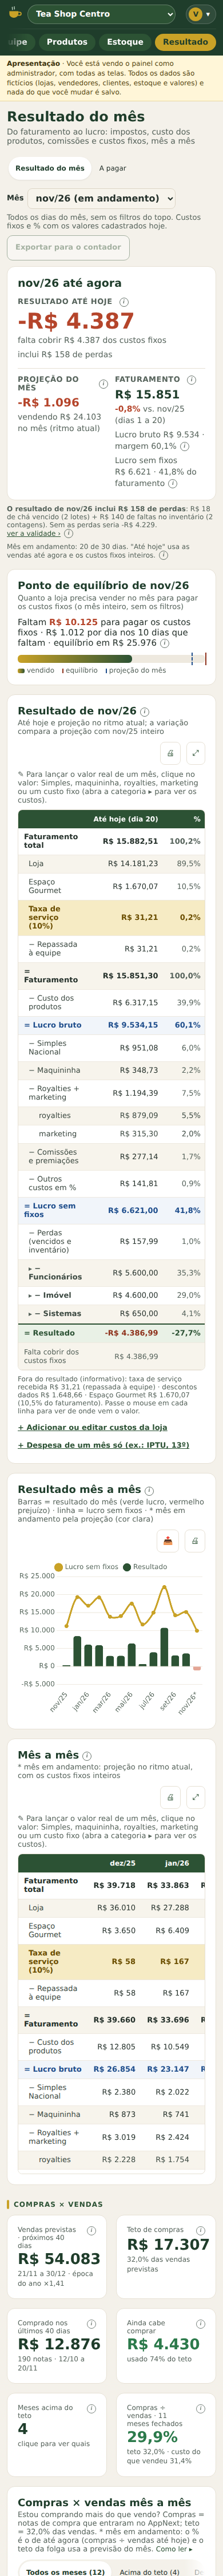 Tea Shop Centro
V ▾
uipe Produtos Estoque Resultado
Apresentação · Você está vendo o painel como
administrador, com todas as telas. Todos os dados são
fictícios (lojas, vendedores, clientes, estoque e valores) e
nada do que você mudar é salvo.
Resultado do mês
Do faturamento ao lucro: impostos, custo dos
produtos, comissões e custos fixos, mês a mês
Resultado do mês A pagar
Mês nov/26 (em andamento)
Todos os dias do mês, sem os filtros do topo. Custos
fixos e % com os valores cadastrados hoje.
Exportar para o contador
nov/26 até agora
RESULTADO ATÉ HOJE i
-R$ 4.387
falta cobrir R$ 4.387 dos custos fixos
inclui R$ 158 de perdas
PROJEÇÃO DO
MÊS i
-R$ 1.096
vendendo R$ 24.103
no mês (ritmo atual)
FATURAMENTO i
R$ 15.851
-0,8% vs. nov/25
(dias 1 a 20)
Lucro bruto R$ 9.534 ·
margem 60,1% i
Lucro sem fixos
R$ 6.621 · 41,8% do
faturamento i
O resultado de nov/26 inclui R$ 158 de perdas: R$ 18
de chá vencido (2 lotes) + R$ 140 de faltas no inventário (2
contagens). Sem as perdas seria -R$ 4.229.
ver a validade › i
Mês em andamento: 20 de 30 dias. "Até hoje" usa as
vendas até agora e os custos fixos inteiros. i
Ponto de equilíbrio de nov/26
Quanto a loja precisa vender no mês para pagar
os custos fixos (o mês inteiro, sem os filtros)
Faltam R$ 10.125 para pagar os custos
fixos · R$ 1.012 por dia nos 10 dias que
faltam · equilíbrio em R$ 25.976 i
vendido equilíbrio projeção do mês
Resultado de nov/26 i
Até hoje e projeção no ritmo atual; a variação
compara a projeção com nov/25 inteiro
✎ Para lançar o valor real de um mês, clique no
valor: Simples, maquininha, royalties, marketing
ou um custo fixo (abra a categoria ▸ para ver os
custos).
Até hoje (dia 20) %
Faturamento
total R$ 15.882,51 100,2%
Loja R$ 14.181,23 89,5%
Espaço
Gourmet R$ 1.670,07 10,5%
Taxa de
serviço
(10%) R$ 31,21 0,2%
− Repassada
à equipe R$ 31,21 0,2%
=
Faturamento R$ 15.851,30 100,0%
− Custo dos
produtos R$ 6.317,15 39,9%
= Lucro bruto R$ 9.534,15 60,1%
− Simples
Nacional R$ 951,08 6,0%
− Maquininha R$ 348,73 2,2%
− Royalties +
marketing R$ 1.194,39 7,5%
royalties R$ 879,09 5,5%
marketing R$ 315,30 2,0%
− Comissões
e premiações R$ 277,14 1,7%
− Outros
custos em % R$ 141,81 0,9%
= Lucro sem
fixos R$ 6.621,00 41,8%
− Perdas
(vencidos e
inventário) R$ 157,99 1,0%
▸ −
Funcionários R$ 5.600,00 35,3%
▸ − Imóvel R$ 4.600,00 29,0%
▸ − Sistemas R$ 650,00 4,1%
= Resultado -R$ 4.386,99 -27,7%
Falta cobrir dos
custos fixos R$ 4.386,99
Fora do resultado (informativo): taxa de serviço
recebida R$ 31,21 (repassada à equipe) · descontos
dados R$ 1.648,66 · Espaço Gourmet R$ 1.670,07
(10,5% do faturamento). Passe o mouse em cada
linha para ver de onde vem o valor.
+ Adicionar ou editar custos da loja
+ Despesa de um mês só (ex.: IPTU, 13º)
Resultado mês a mês i
Barras = resultado do mês (verde lucro, vermelho
prejuízo) · linha = lucro sem fixos · * mês em
andamento pela projeção (cor clara)
Lucro sem fixos Resultado
R$ 25.000
R$ 20.000
R$ 15.000
R$ 10.000
R$ 5.000
R$ 0
-R$ 5.000
nov/25 jan/26 mar/26 mai/26 jul/26 set/26 nov/26*
Mês a mês i
* mês em andamento: projeção no ritmo atual,
com os custos fixos inteiros
✎ Para lançar o valor real de um mês, clique no
valor: Simples, maquininha, royalties, marketing
ou um custo fixo (abra a categoria ▸ para ver os
custos).
dez/25 jan/26
Faturamento
total R$ 39.718 R$ 33.863 R
Loja R$ 36.010 R$ 27.288
Espaço
Gourmet R$ 3.650 R$ 6.409
Taxa de
serviço
(10%) R$ 58 R$ 167
− Repassada
à equipe R$ 58 R$ 167
=
Faturamento R$ 39.660 R$ 33.696 R
− Custo dos
produtos R$ 12.805 R$ 10.549
= Lucro bruto R$ 26.854 R$ 23.147 R
− Simples
Nacional R$ 2.380 R$ 2.022
− Maquininha R$ 873 R$ 741
− Royalties +
marketing R$ 3.019 R$ 2.424
royalties R$ 2.228 R$ 1.754
COMPRAS × VENDAS
Vendas previstas
· próximos 40
dias i
R$ 54.083
21/11 a 30/12 · época
do ano ×1,41
Teto de compras i
R$ 17.307
32,0% das vendas
previstas
Comprado nos
últimos 40 dias i
R$ 12.876
190 notas · 12/10 a
20/11
Ainda cabe
comprar i
R$ 4.430
usado 74% do teto
Meses acima do
teto i
4
clique para ver quais
Compras ÷
vendas · 11
meses fechados i
29,9%
teto 32,0% · custo do
que vendeu 31,4%
Compras × vendas mês a mês
Estou comprando mais do que vendo? Compras =
notas de compra que entraram no AppNext; teto
= 32,0% das vendas. * mês em andamento: o %
é o de até agora (compras ÷ vendas até hoje) e o
teto da folga usa a previsão do mês. Como ler ▸
Todos os meses (12) Acima do teto (4)